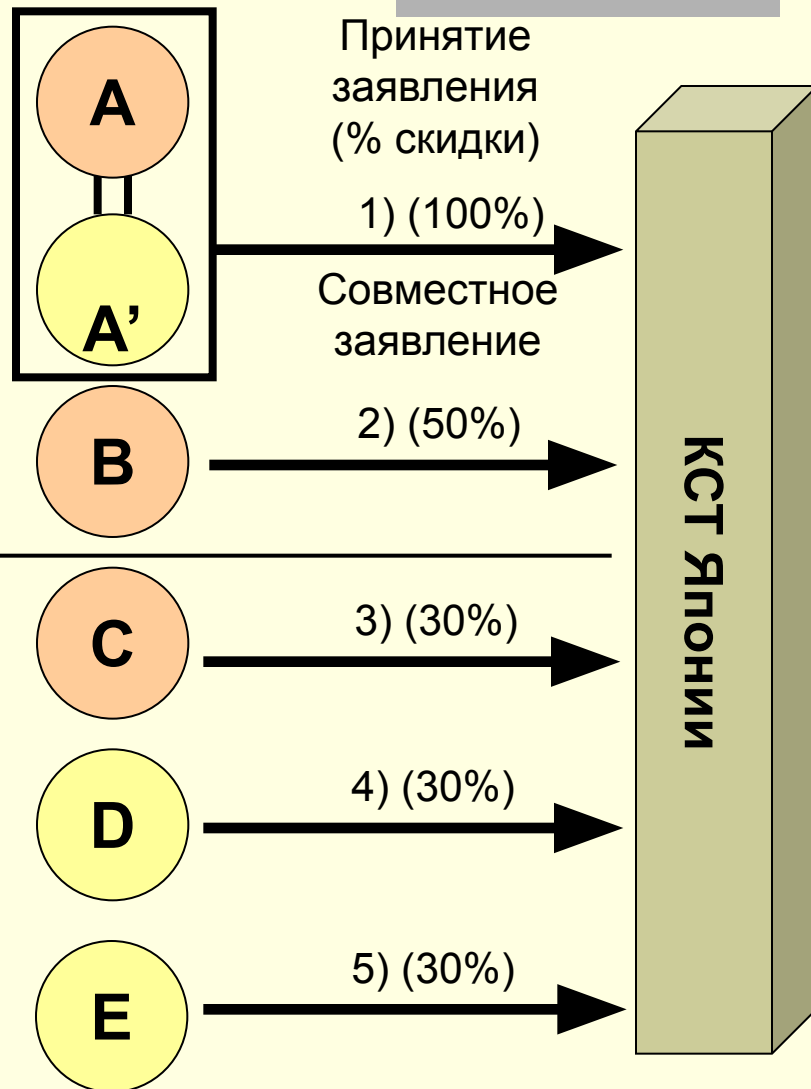 A
Принятие
заявления
(% скидки)
1) (100%)
A’
Совместное
заявление
B
2) (50%)
C
3) (30%)
D
4) (30%)
E
5) (30%)
КСТ Японии